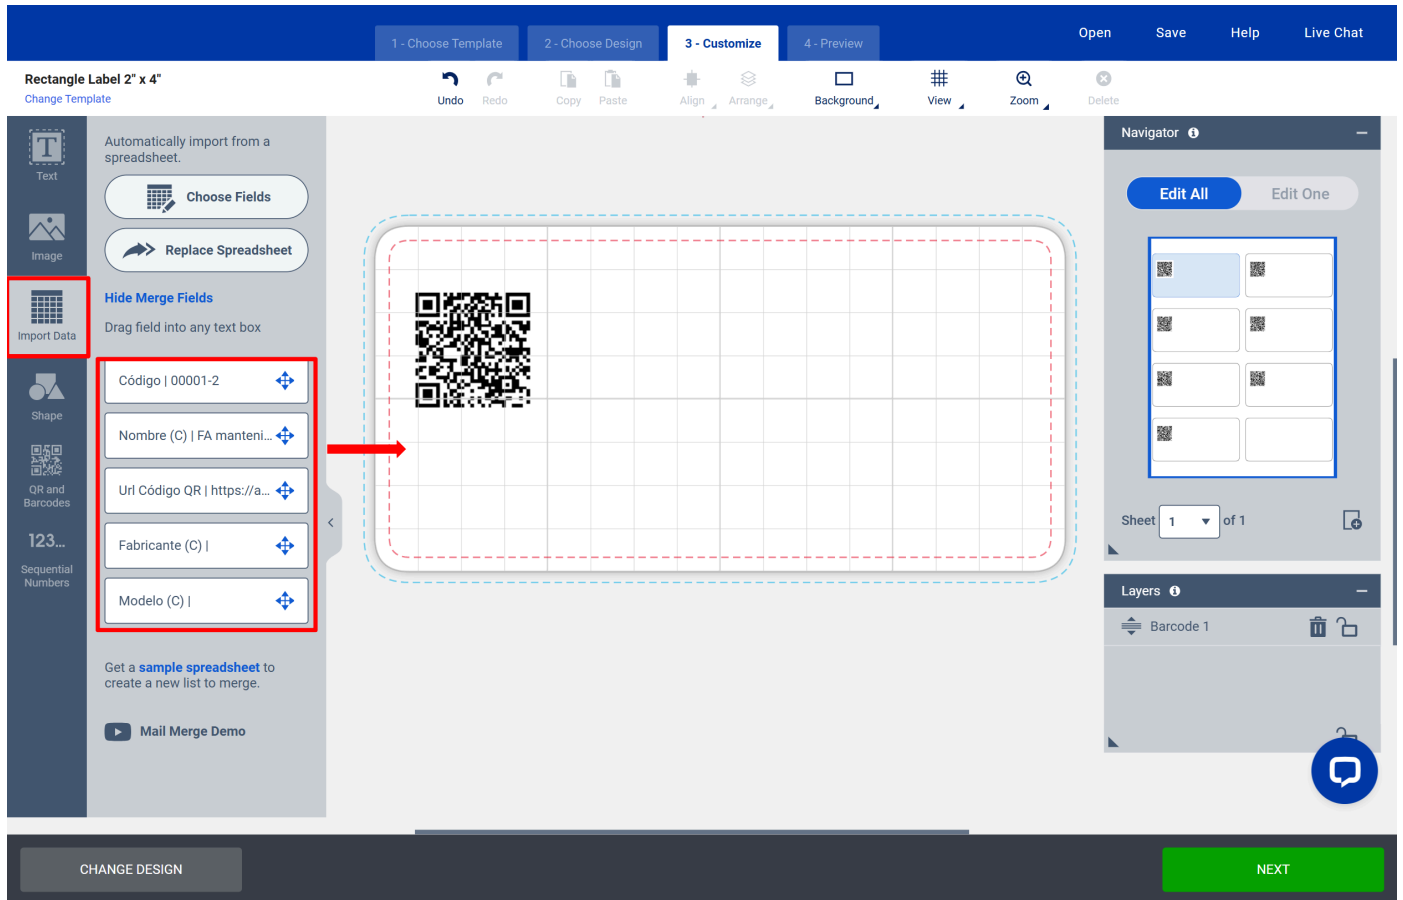 1 - Choose Template
2 - Choose Design
3 - Customize
4 - Preview
Open
Save
Help
Live Chat
Rectangle Label 2" x 4"
Change Template
Undo
Redo
Copy
Paste
Align
Arrange
Background
View
Zoom
Delete
Text
Image
Import Data
Shape
QR and
Barcodes
123...
Sequential
Numbers
Automatically import from a
spreadsheet.
Choose Fields
Replace Spreadsheet
Hide Merge Fields
Drag field into any text box
Código | 00001-2
Nombre (C) | FA manteni...
Url Código QR | https://a...
Fabricante (C) |
Modelo (C) |
Get a sample spreadsheet to
create a new list to merge.
Mail Merge Demo
Navigator
Edit All
Edit One
Sheet 1 of 1
Layers
Barcode 1
CHANGE DESIGN
NEXT